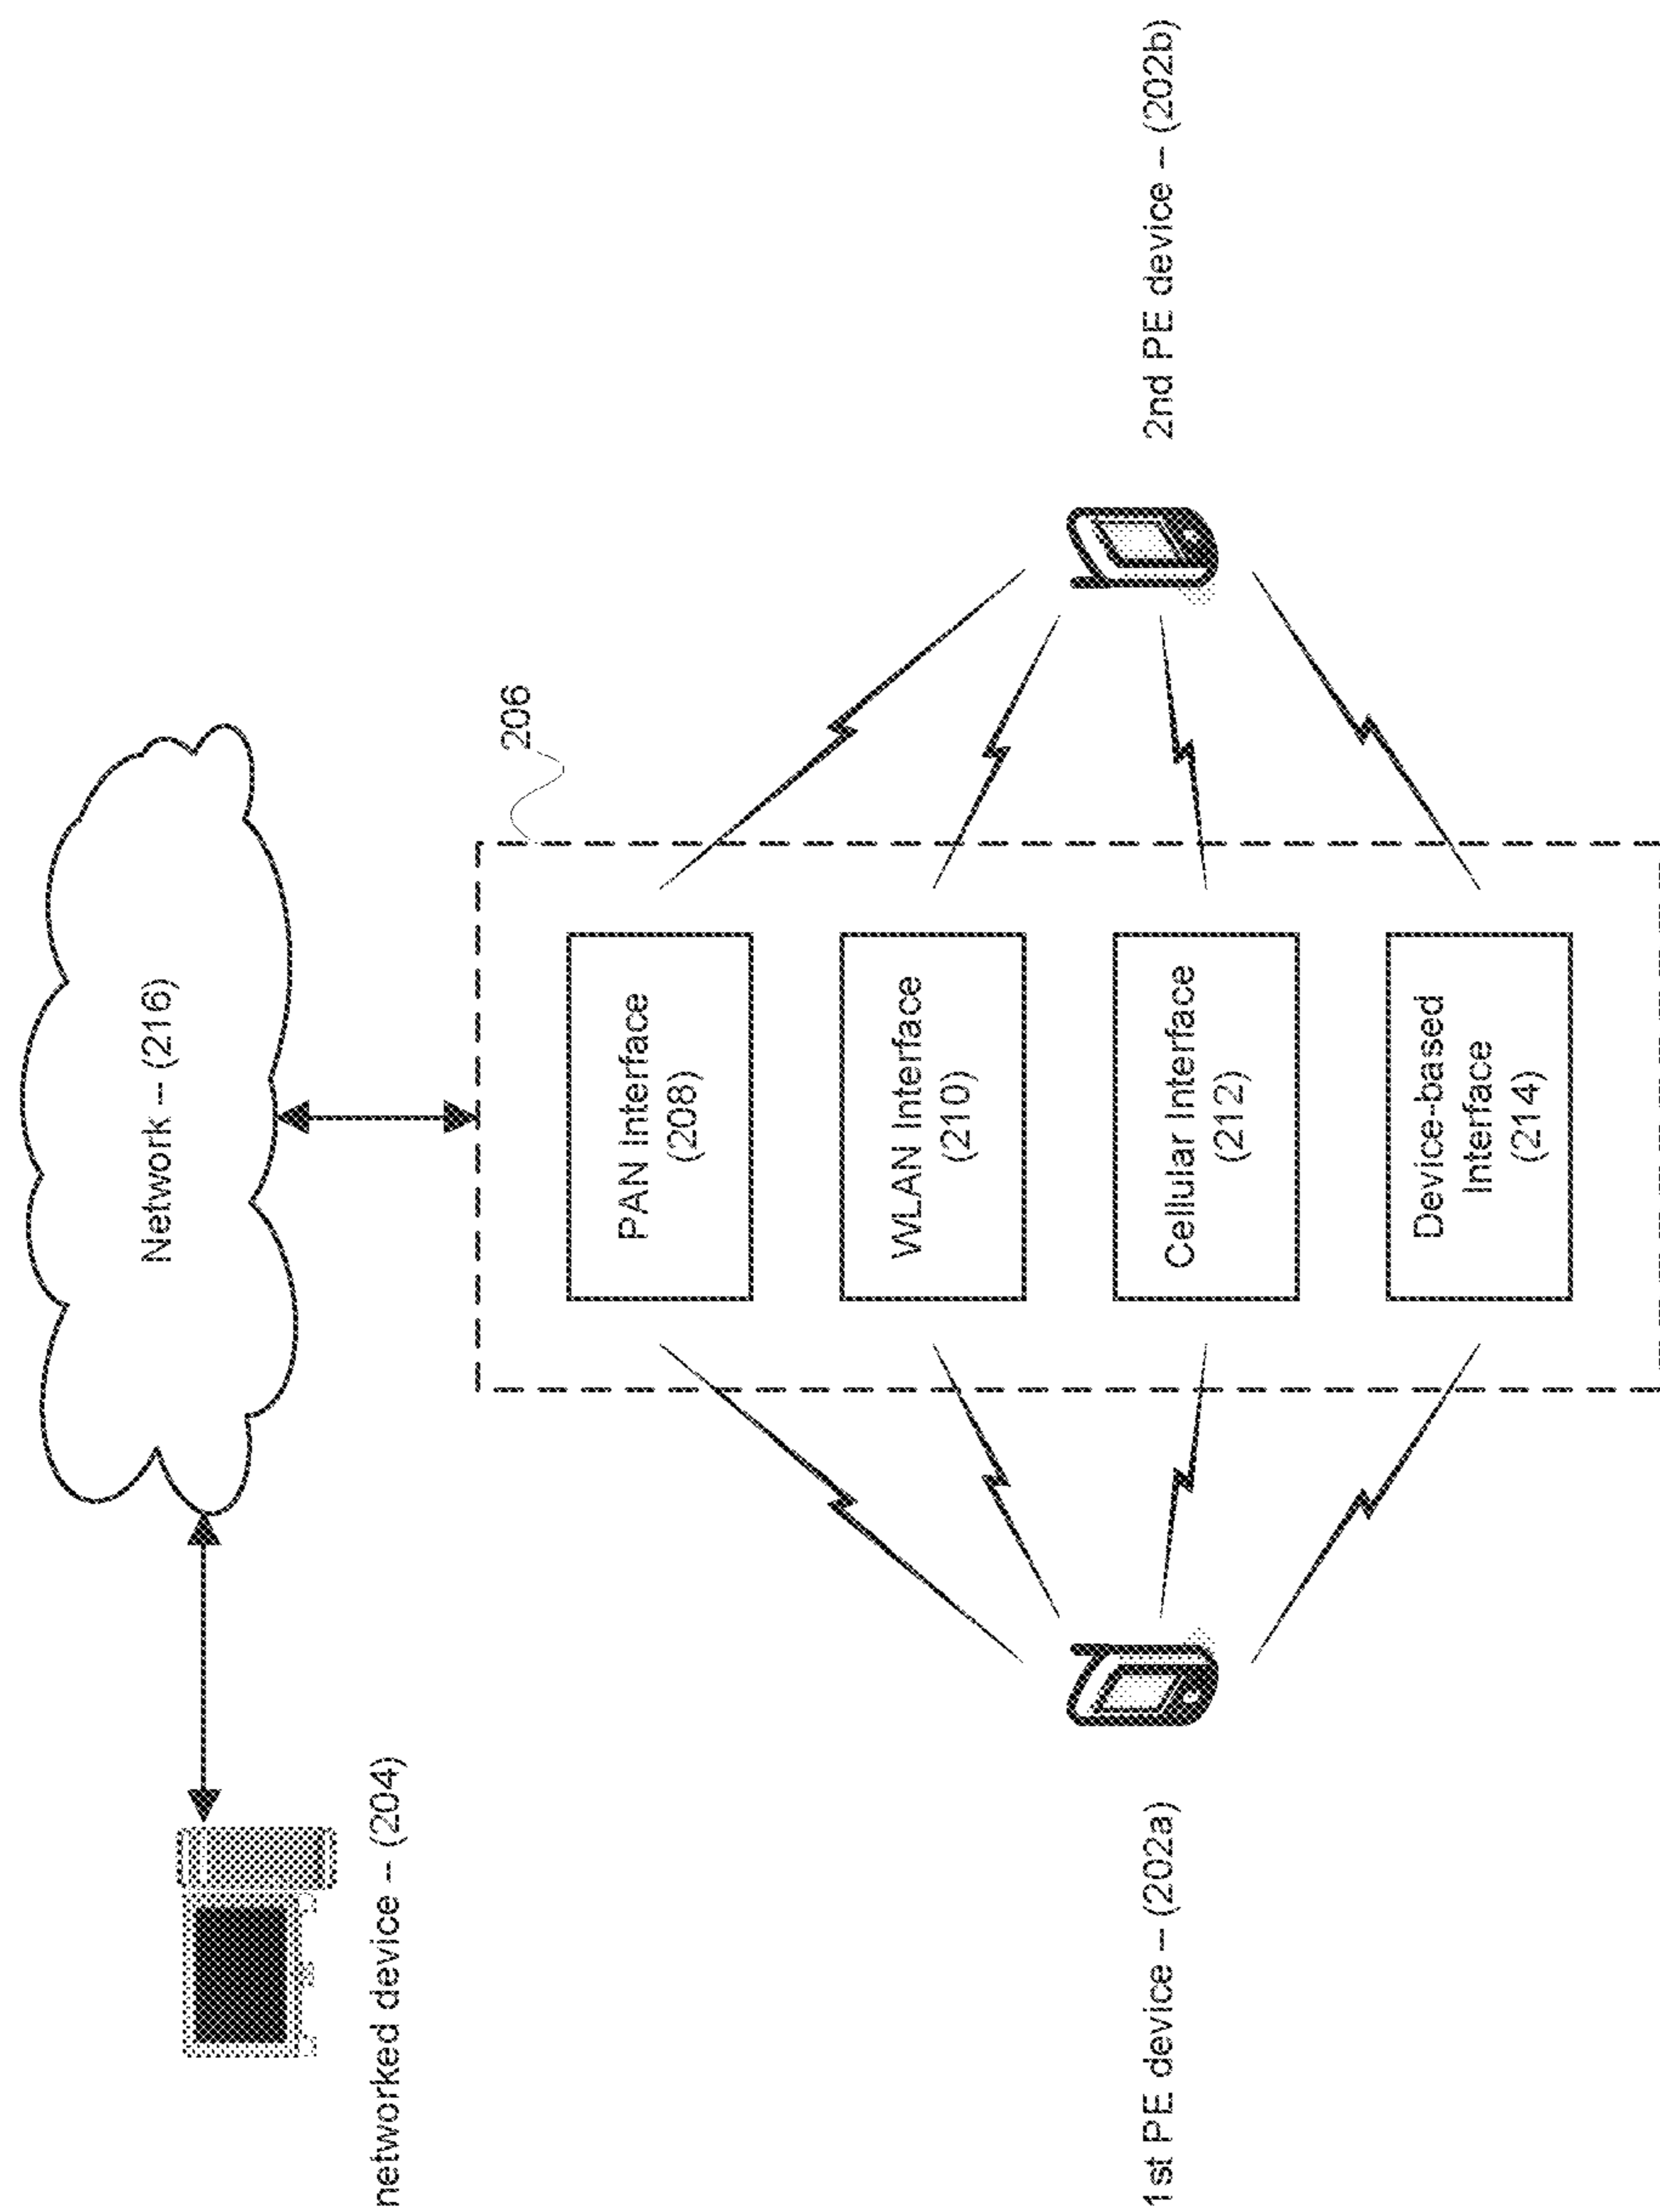 Network -- (216)
networked device -- (204)
206
PAN Interface
(208)
WLAN Interface
(210)
Cellular Interface
(212)
Device-based
Interface
(214)
1st PE device -- (202a)
2nd PE device -- (202b)